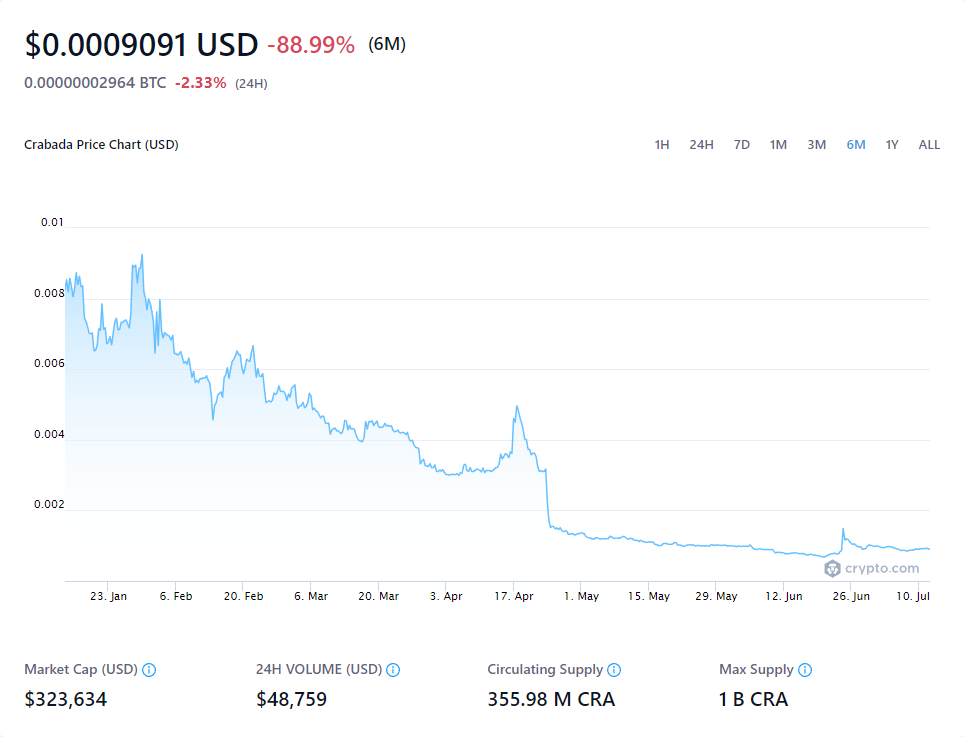 $0.0009091 USD -88.99% (6M)
0.00000002964 BTC -2.33% (24H)
Crabada Price Chart (USD)
1H 24H 7D 1M 3M 6M 1Y ALL
0.01
0.008
0.006
0.004
0.002
crypto.com
23. Jan 6. Feb 20. Feb 6. Mar 20. Mar 3. Apr 17. Apr 1. May 15. May 29. May 12. Jun 26. Jun 10. Jul
Market Cap (USD) 24H VOLUME (USD) Circulating Supply Max Supply
$323,634 $48,759 355.98 M CRA 1 B CRA